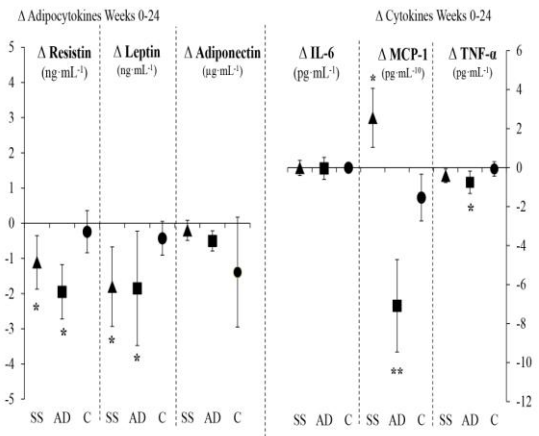 Δ Adipocytokines Weeks 0-24
Δ Cytokines Weeks 0-24
Δ Resistin
(ng·mL-1)
Δ Leptin
(ng·mL-1)
Δ Adiponectin
(µg·mL-1)
Δ IL-6
(pg·mL-1)
Δ MCP-1
(pg·mL-10)
Δ TNF-α
(pg·mL-1)
5
4
3
2
1
0
-1
-2
-3
-4
-5
6
4
2
0
-2
-4
-6
-8
-10
-12
*
*
*
*
*
**
*
SS AD C SS AD C SS AD C
SS AD C SS AD C SS AD C